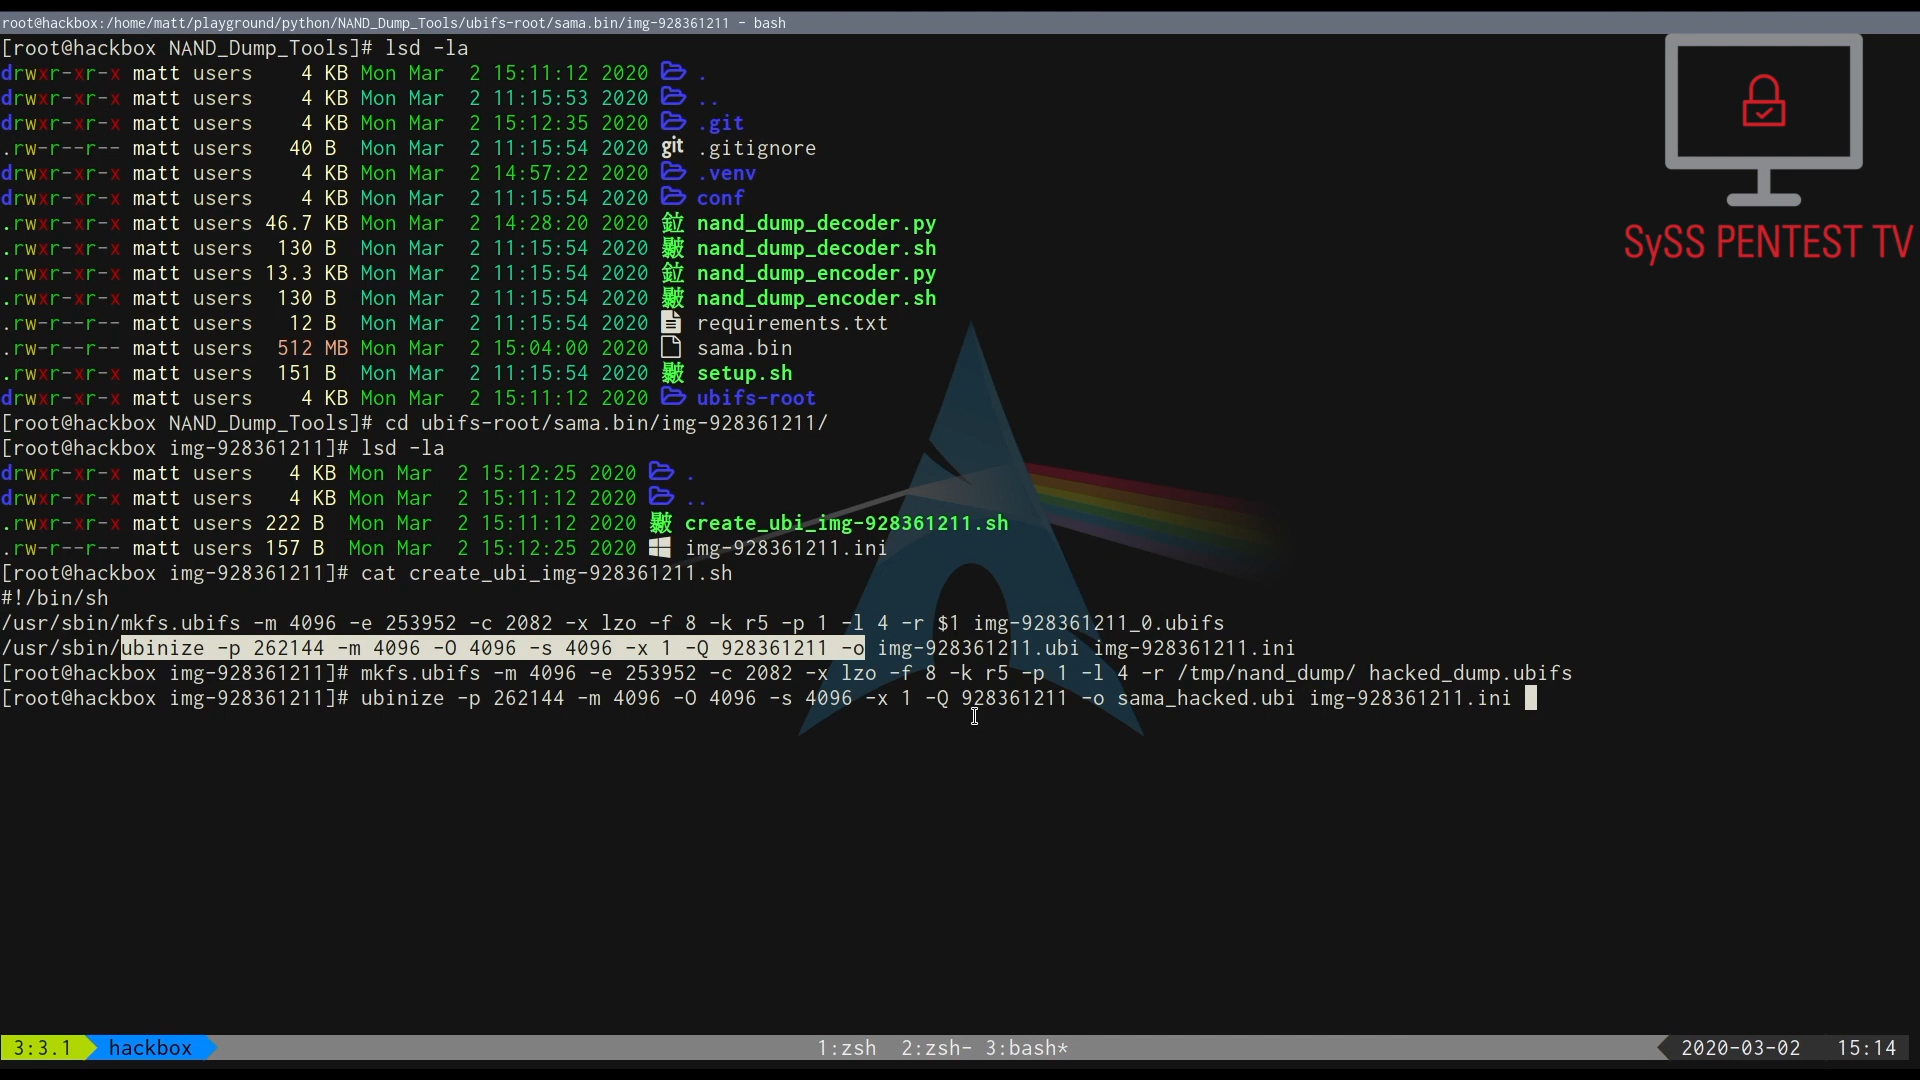 root@hackbox:/home/matt/playground/python/NAND_Dump_Tools/ubifs-root/sama.bin/img-928361211 - bash
[root@hackbox NAND_Dump_Tools]# lsd -la
drwxr-xr-x matt users    4 KB Mon Mar  2 15:11:12 2020 .
drwxr-xr-x matt users    4 KB Mon Mar  2 11:15:53 2020 ..
drwxr-xr-x matt users    4 KB Mon Mar  2 15:12:35 2020 .git
.rw-r--r-- matt users   40 B  Mon Mar  2 11:15:54 2020 git .gitignore
drwxr-xr-x matt users    4 KB Mon Mar  2 14:57:22 2020 .venv
drwxr-xr-x matt users    4 KB Mon Mar  2 11:15:54 2020 conf
.rwxr-xr-x matt users 46.7 KB Mon Mar  2 14:28:20 2020 nand_dump_decoder.py
.rwxr-xr-x matt users  130 B  Mon Mar  2 11:15:54 2020 nand_dump_decoder.sh
.rwxr-xr-x matt users 13.3 KB Mon Mar  2 11:15:54 2020 nand_dump_encoder.py
.rwxr-xr-x matt users  130 B  Mon Mar  2 11:15:54 2020 nand_dump_encoder.sh
.rw-r--r-- matt users   12 B  Mon Mar  2 11:15:54 2020 requirements.txt
.rw-r--r-- matt users  512 MB Mon Mar  2 15:04:00 2020 sama.bin
.rwxr-xr-x matt users  151 B  Mon Mar  2 11:15:54 2020 setup.sh
drwxr-xr-x matt users    4 KB Mon Mar  2 15:11:12 2020 ubifs-root
[root@hackbox NAND_Dump_Tools]# cd ubifs-root/sama.bin/img-928361211/
[root@hackbox img-928361211]# lsd -la
drwxr-xr-x matt users   4 KB Mon Mar  2 15:12:25 2020 .
drwxr-xr-x matt users   4 KB Mon Mar  2 15:11:12 2020 ..
.rwxr-xr-x matt users 222 B  Mon Mar  2 15:11:12 2020 create_ubi_img-928361211.sh
.rw-r--r-- matt users 157 B  Mon Mar  2 15:12:25 2020 img-928361211.ini
[root@hackbox img-928361211]# cat create_ubi_img-928361211.sh
#!/bin/sh
/usr/sbin/mkfs.ubifs -m 4096 -e 253952 -c 2082 -x lzo -f 8 -k r5 -p 1 -l 4 -r $1 img-928361211_0.ubifs
/usr/sbin/ubinize -p 262144 -m 4096 -O 4096 -s 4096 -x 1 -Q 928361211 -o img-928361211.ubi img-928361211.ini
[root@hackbox img-928361211]# mkfs.ubifs -m 4096 -e 253952 -c 2082 -x lzo -f 8 -k r5 -p 1 -l 4 -r /tmp/nand_dump/ hacked_dump.ubifs
[root@hackbox img-928361211]# ubinize -p 262144 -m 4096 -O 4096 -s 4096 -x 1 -Q 928361211 -o sama_hacked.ubi img-928361211.ini
SySS PENTEST TV
3:3.1 hackbox 1:zsh 2:zsh- 3:bash* 2020-03-02 15:14